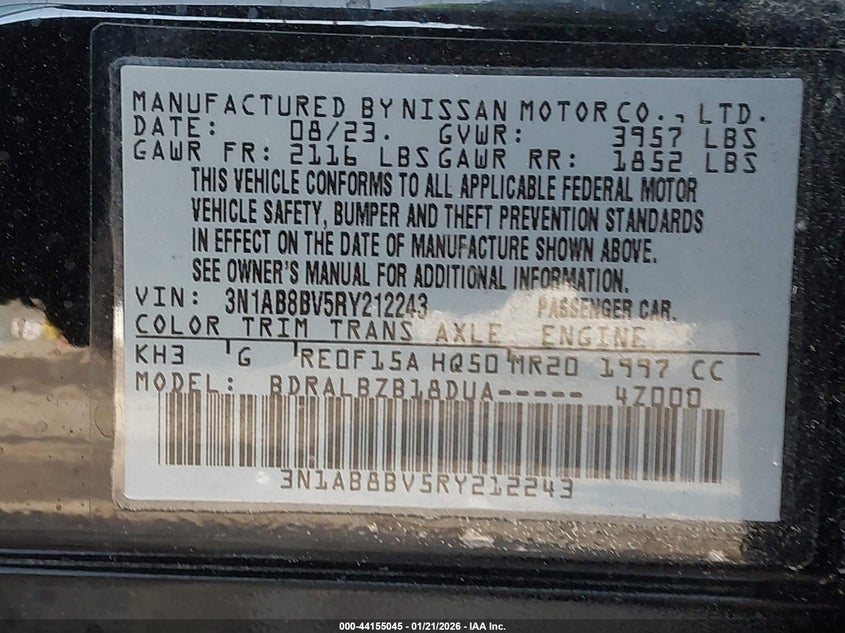 MANUFACTURED BY NISSAN MOTOR CO., LTD.
DATE: 08/23. GVWR: 3957 LBS
GAWR FR: 2116 LBS GAWR RR: 1852 LBS
THIS VEHICLE CONFORMS TO ALL APPLICABLE FEDERAL MOTOR
VEHICLE SAFETY, BUMPER AND THEFT PREVENTION STANDARDS
IN EFFECT ON THE DATE OF MANUFACTURE SHOWN ABOVE.
SEE OWNER'S MANUAL FOR ADDITIONAL INFORMATION.
VIN: 3N1AB8BV5RY212243 PASSENGER CAR.
COLOR TRIM TRANS AXLE ENGINE
KH3 G RE0F15A HQ50 MR20 1997 CC
MODEL: BDRALBZB18DUA----- 4Z000
3N1AB8BV5RY212243
000-44155045 - 01/21/2026 - IAA Inc.